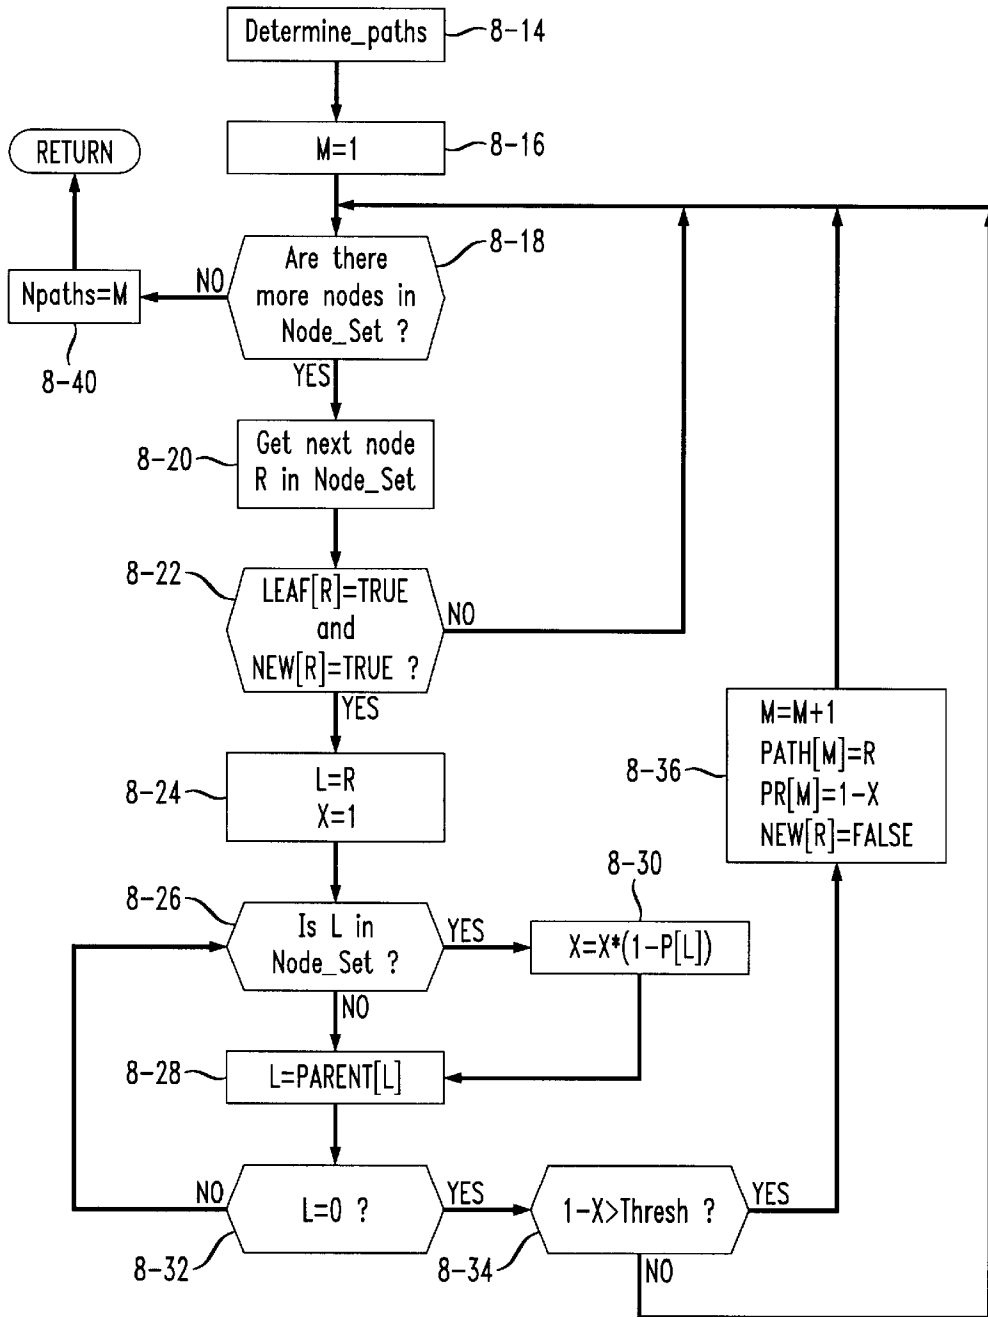 Determine_paths
8-14
M=1
8-16
RETURN
Are there
more nodes in
Node_Set ?
8-18
NO
Npaths=M
8-40
YES
Get next node
R in Node_Set
8-20
8-22
LEAF[R]=TRUE
and
NEW[R]=TRUE ?
NO
YES
L=R
X=1
8-24
M=M+1
PATH[M]=R
PR[M]=1-X
NEW[R]=FALSE
8-36
8-26
Is L in
Node_Set ?
YES
8-30
X=X*(1-P[L])
NO
8-28
L=PARENT[L]
NO
L=0 ?
YES
8-32
1-X>Thresh ?
YES
8-34
NO